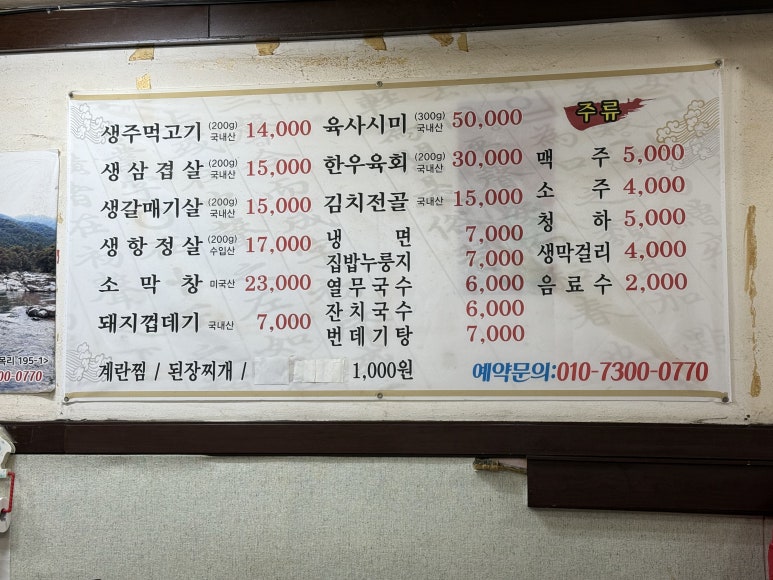 생주먹고기 (200g) 국내산 14,000
생삼겹살 (200g) 국내산 15,000
생갈매기살 (200g) 국내산 15,000
생항정살 (200g) 수입산 17,000
소막창 미국산 23,000
돼지껍데기 국내산 7,000
육사시미 (300g) 국내산 50,000
한우육회 (200g) 국내산 30,000
김치전골 국내산 15,000
냉면 7,000
집밥누룽지 7,000
열무국수 6,000
잔치국수 6,000
번데기탕 7,000
주류
맥주 5,000
소주 4,000
청하 5,000
생막걸리 4,000
음료수 2,000
계란찜 / 된장찌개 / 1,000원
예약문의:010-7300-0770
목리 195-1>
00-0770